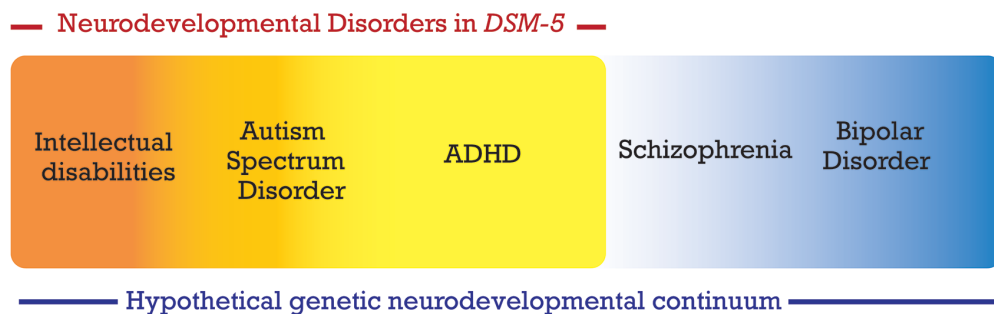 Neurodevelopmental Disorders in DSM-5
Intellectual
disabilities
Autism
Spectrum
Disorder
ADHD
Schizophrenia
Bipolar
Disorder
Hypothetical genetic neurodevelopmental continuum